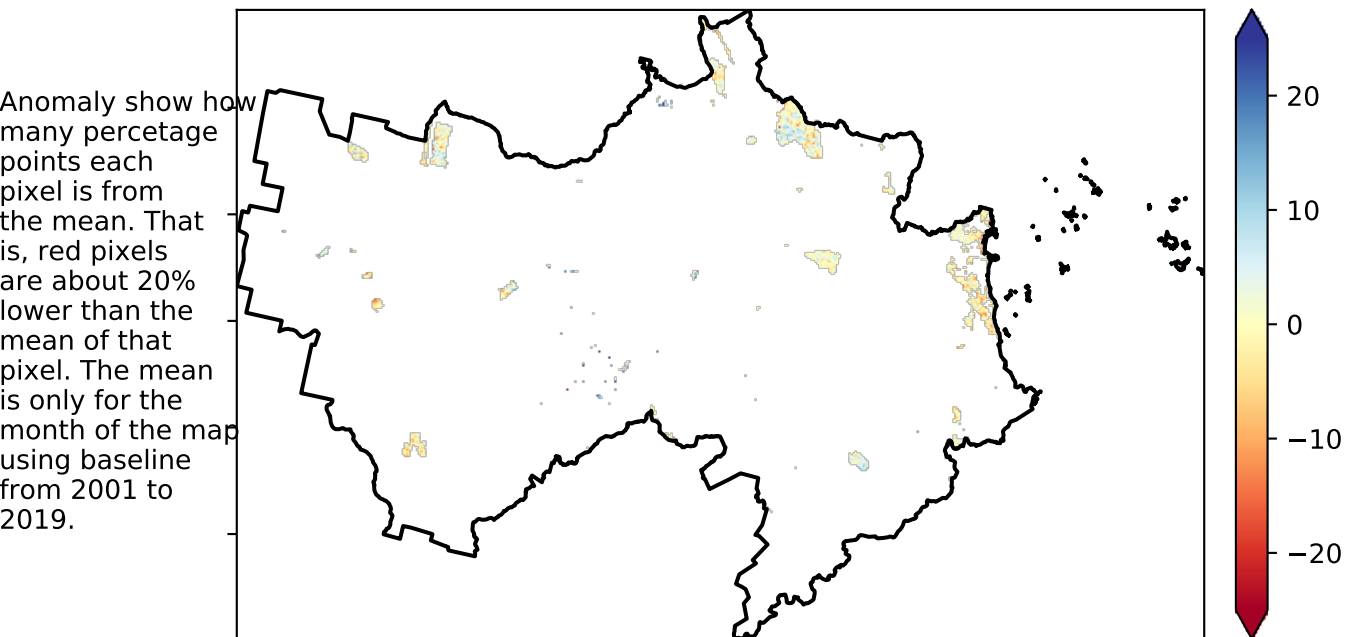 Anomaly show how
many percetage
points each
pixel is from
the mean. That
is, red pixels
are about 20%
lower than the
mean of that
pixel. The mean
is only for the
month of the map
using baseline
from 2001 to
2019.
20
10
0
−10
−20